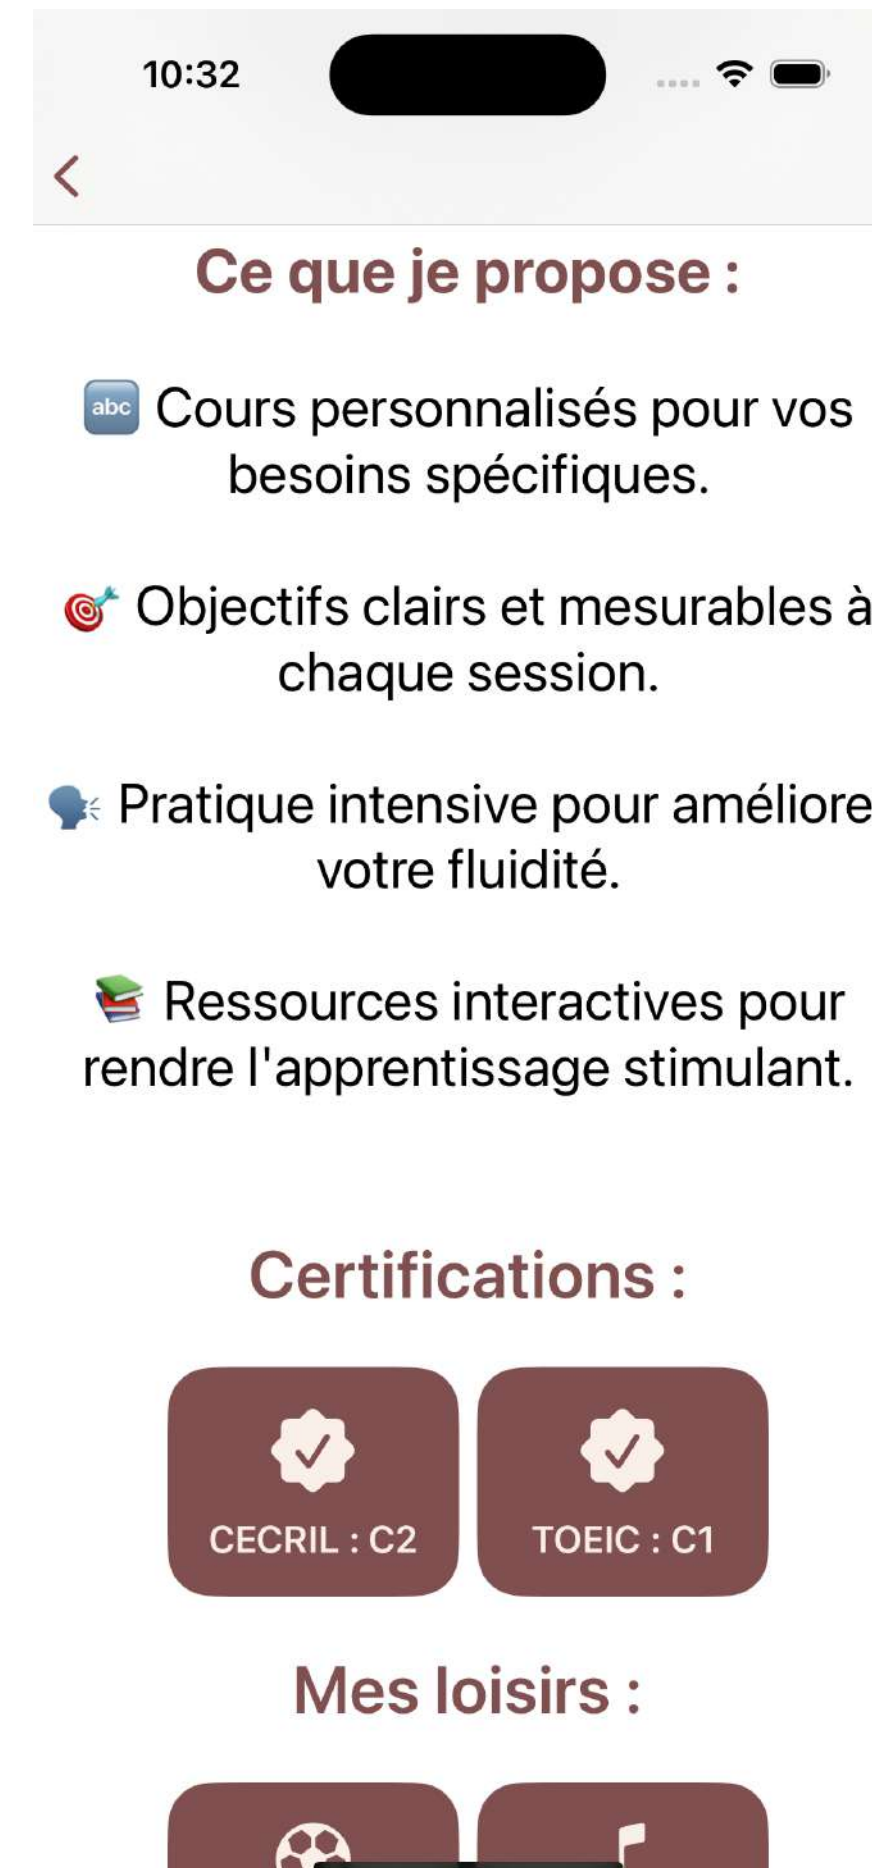 10:32
Ce que je propose :
abc Cours personnalisés pour vos
besoins spécifiques.
Objectifs clairs et mesurables à
chaque session.
Pratique intensive pour améliore
votre fluidité.
Ressources interactives pour
rendre l'apprentissage stimulant.
Certifications :
CECRIL : C2
TOEIC : C1
Mes loisirs :